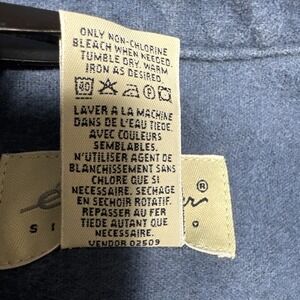 ONLY NON-CHLORINE
BLEACH WHEN NEEDED.
TUMBLE DRY, WARM
IRON AS DESIRED.
40
LAVER A LA MACHINE
DANS DE L'EAU TIEDE,
AVEC COULEURS
SEMBLABLES.
N'UTILISER AGENT DE
BLANCHISSEMENT SANS
CHLORE QUE SI
NECESSAIRE. SECHAGE
EN SECHOIR ROTATIF.
REPASSER AU FER
TIEDE AUTANT QUE
NECESSAIRE.
VENDOR 02509
®